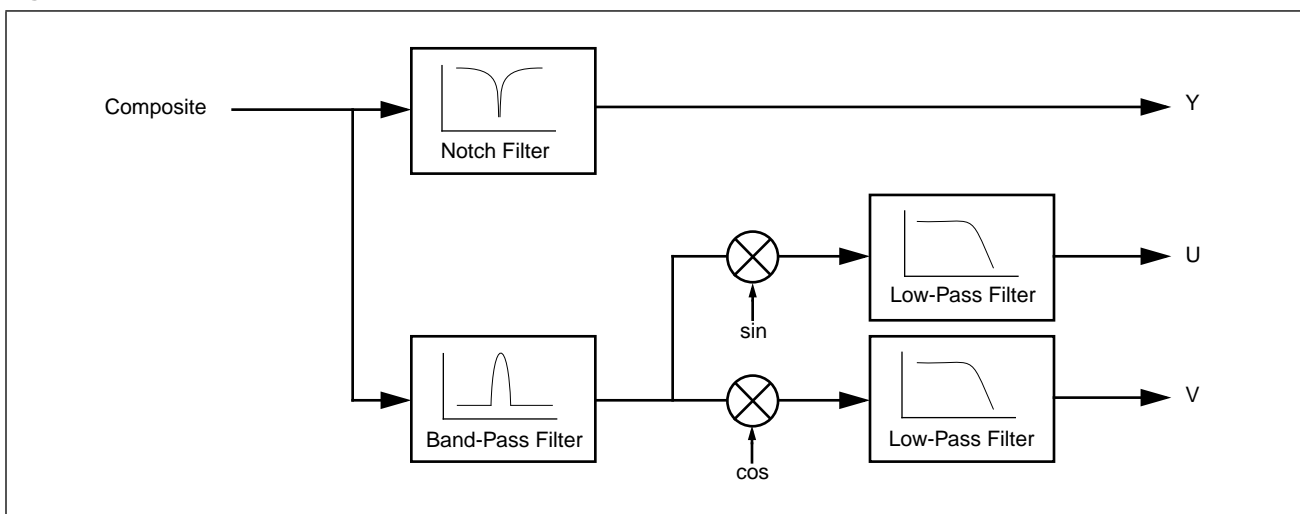 Composite
Notch Filter
Y
sin
Low-Pass Filter
U
Band-Pass Filter
cos
Low-Pass Filter
V